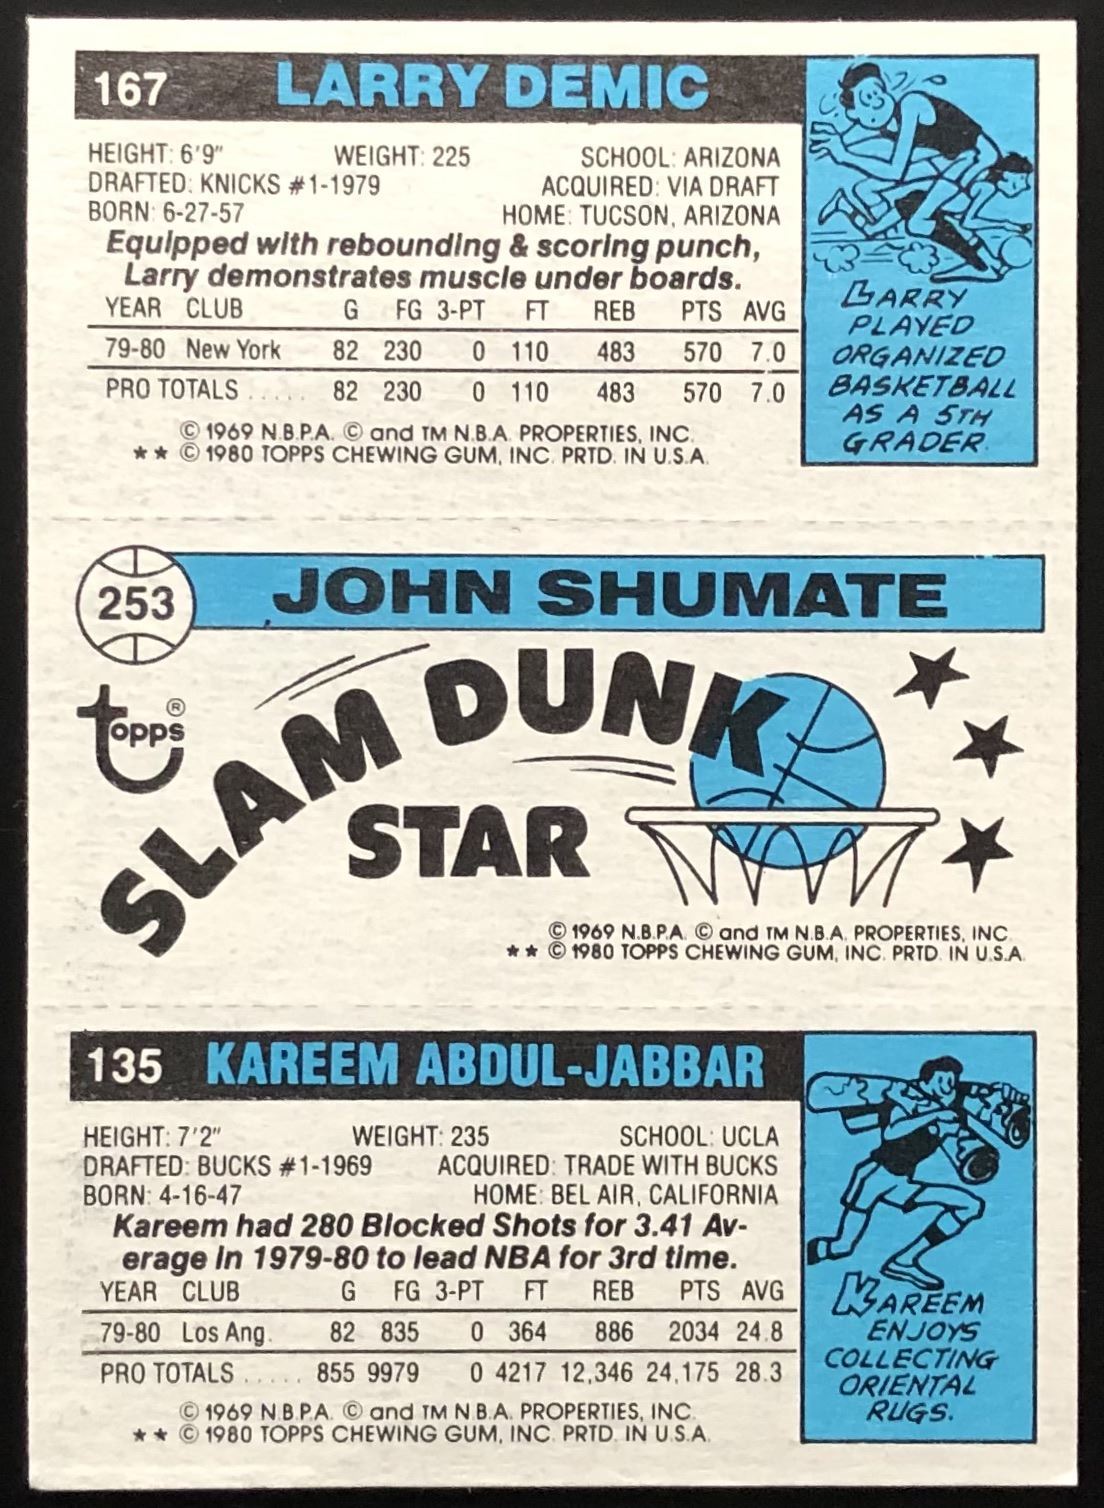 167 LARRY DEMIC
HEIGHT: 6'9" WEIGHT: 225 SCHOOL: ARIZONA
DRAFTED: KNICKS #1-1979 ACQUIRED: VIA DRAFT
BORN: 6-27-57 HOME: TUCSON, ARIZONA
Equipped with rebounding & scoring punch,
Larry demonstrates muscle under boards.
YEAR CLUB G FG 3-PT FT REB PTS AVG
79-80 New York 82 230 0 110 483 570 7.0
PRO TOTALS ..... 82 230 0 110 483 570 7.0
© 1969 N.B.P.A. © and TM N.B.A. PROPERTIES, INC.
** © 1980 TOPPS CHEWING GUM, INC. PRTD. IN U.S.A.
LARRY
PLAYED
ORGANIZED
BASKETBALL
AS A 5TH
GRADER.
253 JOHN SHUMATE
topps®
SLAM DUNK
STAR
© 1969 N.B.P.A. © and TM N.B.A. PROPERTIES, INC.
** © 1980 TOPPS CHEWING GUM, INC. PRTD. IN U.S.A.
135 KAREEM ABDUL-JABBAR
HEIGHT: 7'2" WEIGHT: 235 SCHOOL: UCLA
DRAFTED: BUCKS #1-1969 ACQUIRED: TRADE WITH BUCKS
BORN: 4-16-47 HOME: BEL AIR, CALIFORNIA
Kareem had 280 Blocked Shots for 3.41 Av-
erage in 1979-80 to lead NBA for 3rd time.
YEAR CLUB G FG 3-PT FT REB PTS AVG
79-80 Los Ang. 82 835 0 364 886 2034 24.8
PRO TOTALS ..... 855 9979 0 4217 12,346 24,175 28.3
© 1969 N.B.P.A. © and TM N.B.A. PROPERTIES, INC.
** © 1980 TOPPS CHEWING GUM, INC. PRTD. IN U.S.A.
KAREEM
ENJOYS
COLLECTING
ORIENTAL
RUGS.